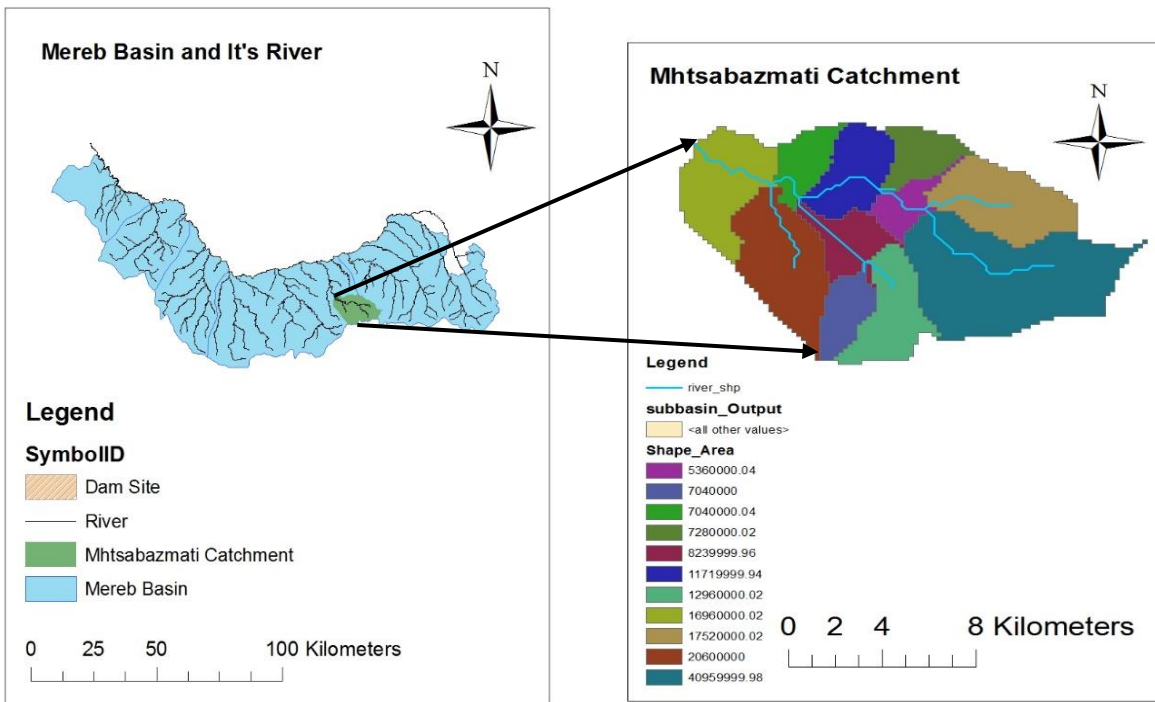 Mereb Basin and It's River
N
Legend
SymbolID
Dam Site
River
Mhtsabazmati Catchment
Mereb Basin
0 25 50 100 Kilometers
Mhtsabazmati Catchment
N
Legend
river_shp
subbasin_Output
<all other values>
Shape_Area
5360000.04
7040000
7040000.04
7280000.02
8239999.96
11719999.94
12960000.02
16960000.02
17520000.02
20600000
40959999.98
0 2 4 8 Kilometers